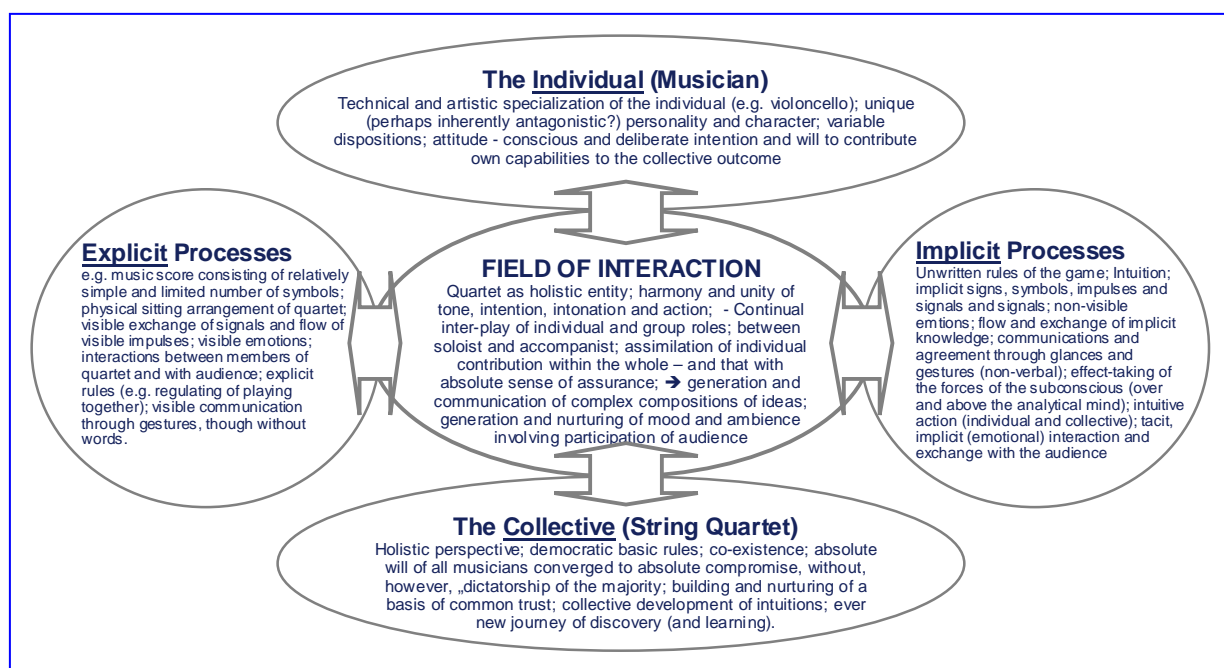 The Individual (Musician)
Technical and artistic specialization of the individual (e.g. violoncello); unique
(perhaps inherently antagonistic?) personality and character; variable
dispositions; attitude - conscious and deliberate intention and will to contribute
own capabilities to the collective outcome
Explicit Processes
e.g. music score consisting of relatively
simple and limited number of symbols;
physical sitting arrangement of quartet;
visible exchange of signals and flow of
visible impulses; visible emotions;
interactions between members of
quartet and with audience; explicit
rules (e.g. regulating of playing
together); visible communication
through gestures, though without
words.
FIELD OF INTERACTION
Quartet as holistic entity; harmony and unity of
tone, intention, intonation and action;  - Continual
inter-play of individual and group roles; between
soloist and accompanist; assimilation of individual
contribution within the whole – and that with
absolute sense of assurance; ➔ generation and
communication of complex compositions of ideas;
generation and nurturing of mood and ambience
involving participation of audience
Implicit Processes
Unwritten rules of the game; Intuition;
implicit signs, symbols, impulses and
signals and signals; non-visible
emtions; flow and exchange of implicit
knowledge; communications and
agreement through glances and
gestures (non-verbal); effect-taking of
the forces of the subconscious (over
and above the analytical mind); intuitive
action (individual and collective); tacit,
implicit (emotional) interaction and
exchange with the audience
The Collective (String Quartet)
Holistic perspective; democratic basic rules; co-existence; absolute
will of all musicians converged to absolute compromise, without,
however, „dictatorship of the majority; building and nurturing of a
basis of common trust; collective development of intuitions; ever
new journey of discovery (and learning).